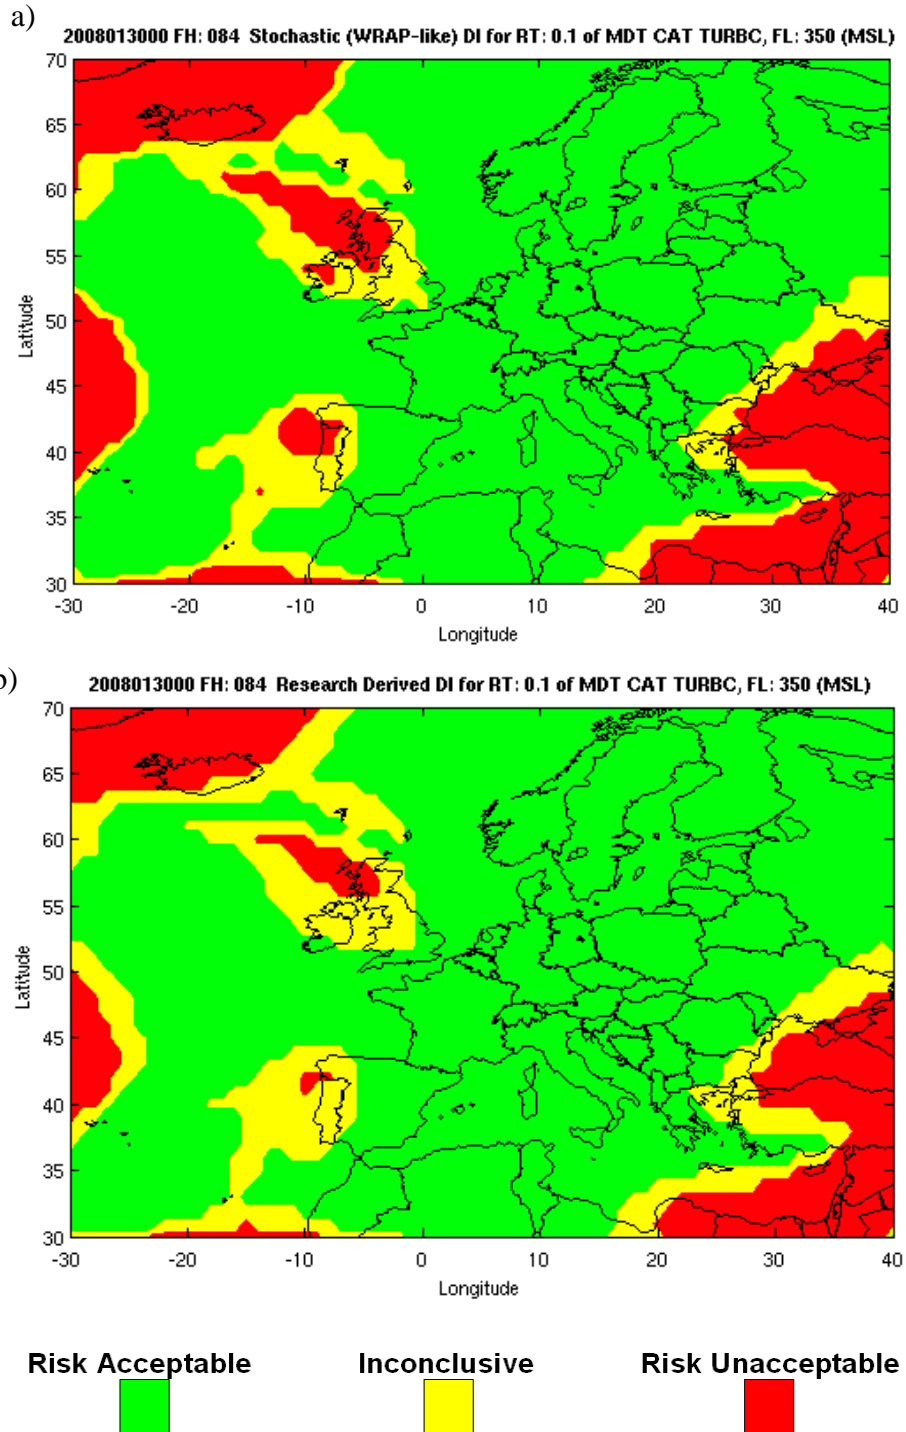 a)
2008013000 FH: 084 Stochastic (WRAP-like) DI for RT: 0.1 of MDT CAT TURBC, FL: 350 (MSL)
70
65
60
55
50
45
40
35
30
Latitude
-30 -20 -10 0 10 20 30 40
Longitude
b)
2008013000 FH: 084 Research Derived DI for RT: 0.1 of MDT CAT TURBC, FL: 350 (MSL)
70
65
60
55
50
45
40
35
30
Latitude
-30 -20 -10 0 10 20 30 40
Longitude
Risk Acceptable Inconclusive Risk Unacceptable